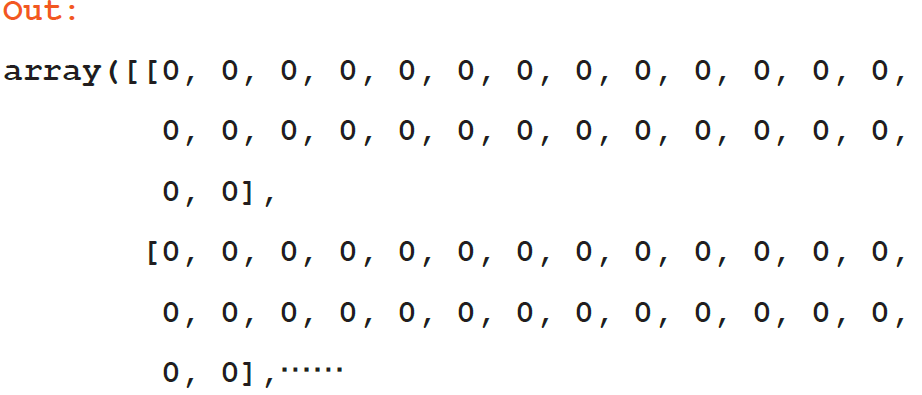 Out:
array([[0, 0, 0, 0, 0, 0, 0, 0, 0, 0, 0, 0, 0,
0, 0, 0, 0, 0, 0, 0, 0, 0, 0, 0, 0, 0,
0, 0],
[0, 0, 0, 0, 0, 0, 0, 0, 0, 0, 0, 0, 0,
0, 0, 0, 0, 0, 0, 0, 0, 0, 0, 0, 0, 0,
0, 0],……